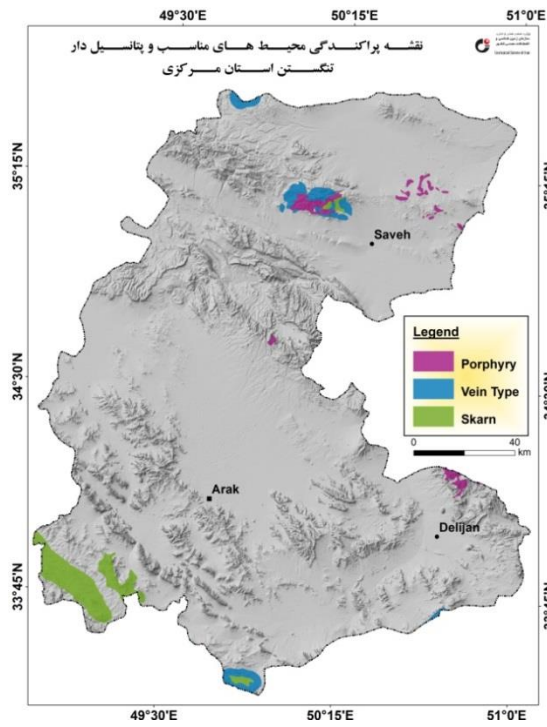 49°30'E
50°15'E
51°0'E
نقشه پراکندگی محیط های مناسب و پتانسیل دار
تنگستن استان مرکزی
35°15'N
Saveh
Legend
Porphyry
Vein Type
Skarn
0
40
km
34°30'N
Arak
Delijan
33°45'N
49°30'E
50°15'E
51°0'E